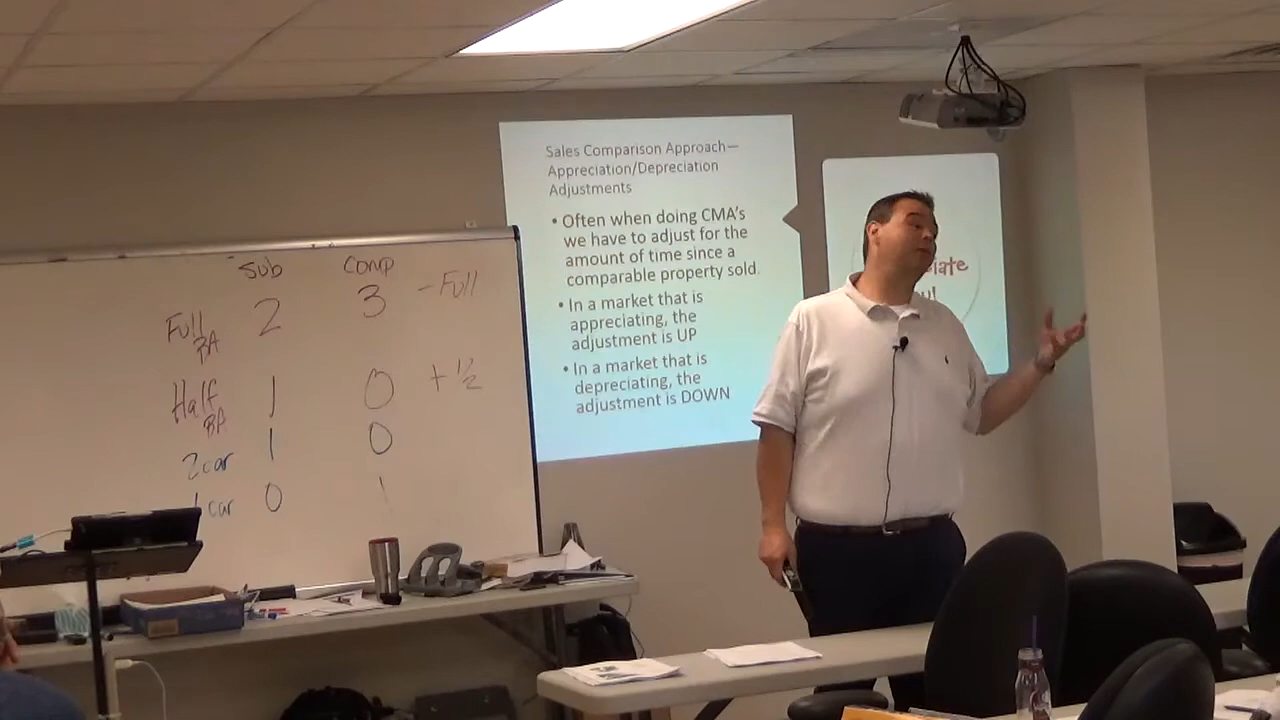 Sub Comp
Full BA 2 3 - Full
Half BA 1 0 + 1/2
2 car 1 0
1 car 0 1
Sales Comparison Approach—
Appreciation/Depreciation
Adjustments
• Often when doing CMA's
we have to adjust for the
amount of time since a
comparable property sold.
• In a market that is
appreciating, the
adjustment is UP
• In a market that is
depreciating, the
adjustment is DOWN